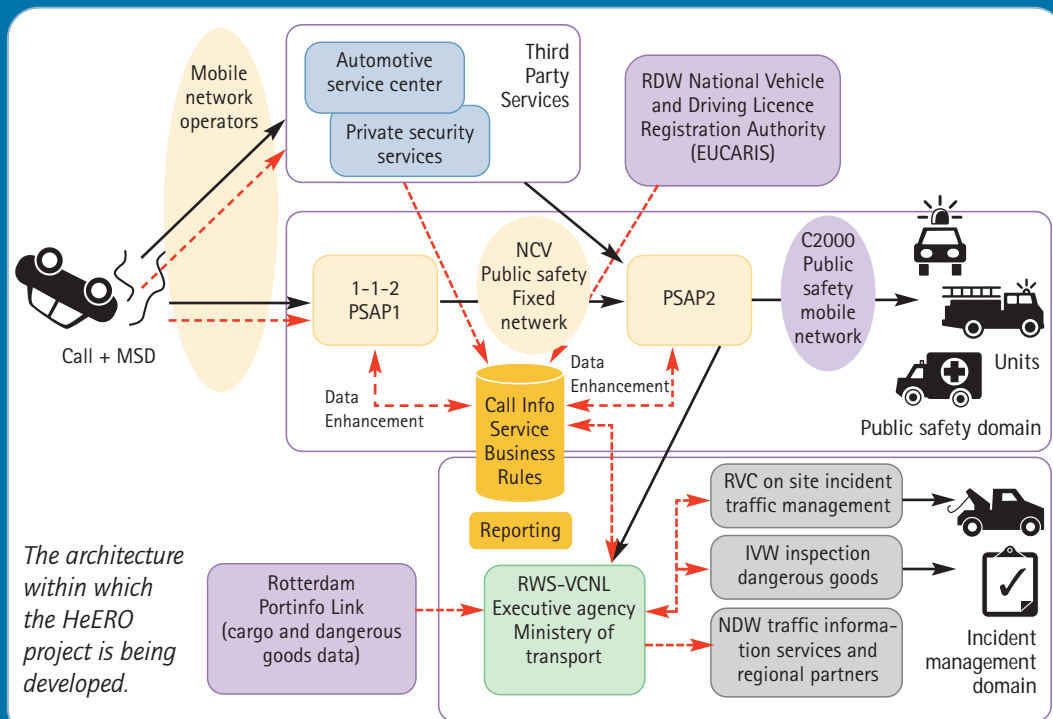 Mobile
network
operators
Automotive
service center
Private security
services
Third
Party
Services
RDW National Vehicle
and Driving Licence
Registration Authority
(EUCARIS)
Call + MSD
1-1-2
PSAP1
NCV
Public safety
Fixed
netwerk
PSAP2
C2000
Public
safety
mobile
network
Units
Public safety domain
Data
Enhancement
Data
Enhancement
Call Info
Service
Business
Rules
Reporting
The architecture
within which
the HeERO
project is being
developed.
Rotterdam
Portinfo Link
(cargo and dangerous
goods data)
RWS-VCNL
Executive agency
Ministery of
transport
RVC on site incident
traffic management
IVW inspection
dangerous goods
NDW traffic informa-
tion services and
regional partners
Incident
management
domain